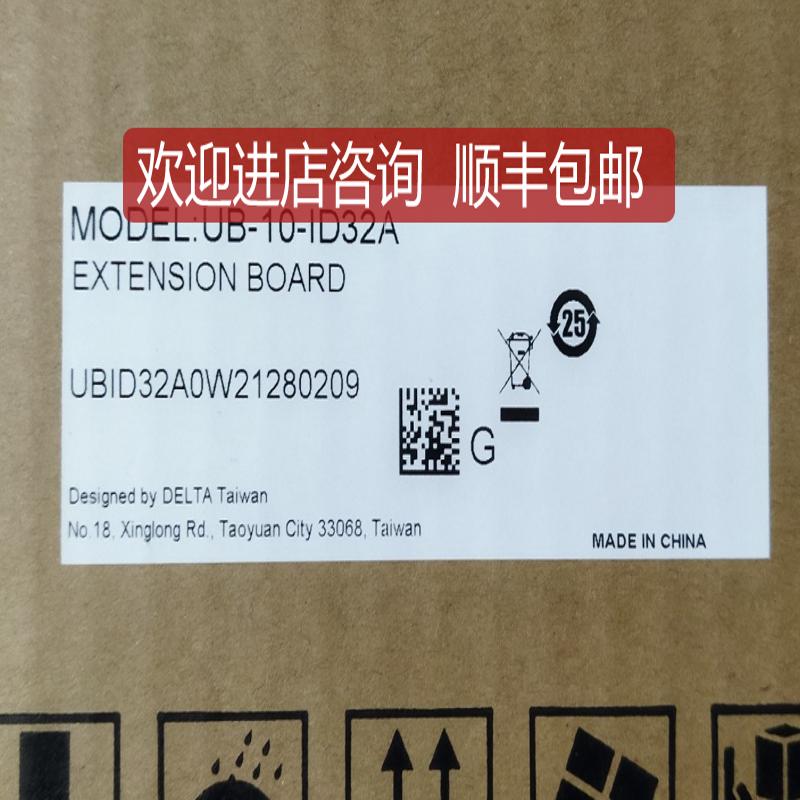 欢迎进店咨询 顺丰包邮
MODEL:UB-10-ID32A
EXTENSION BOARD
25
UBID32A0W21280209
G
Designed by DELTA Taiwan
No.18, Xinglong Rd., Taoyuan City 33068, Taiwan
MADE IN CHINA